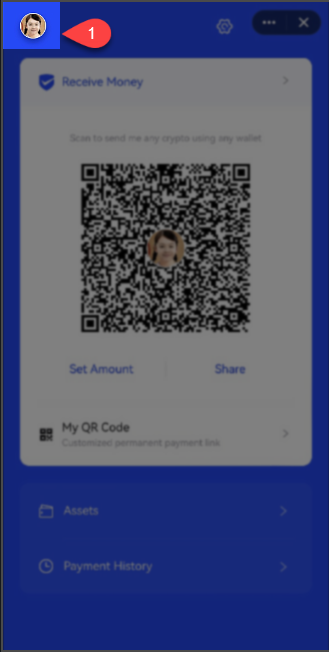 1
Receive Money
Scan to send me any crypto using any wallet
Set Amount
Share
My QR Code
Customized permanent payment link
Assets
Payment History